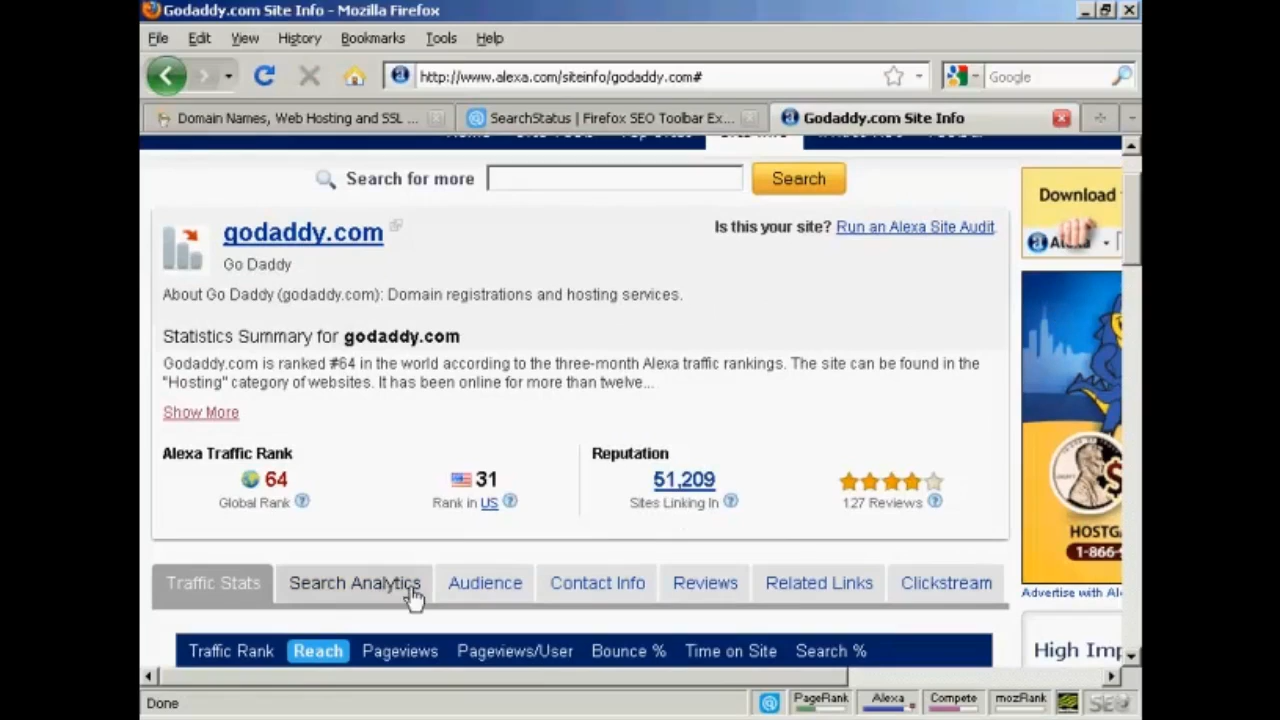 Godaddy.com Site Info - Mozilla Firefox
File Edit View History Bookmarks Tools Help
http://www.alexa.com/siteinfo/godaddy.com# Google
Domain Names, Web Hosting and SSL ... SearchStatus | Firefox SEO Toolbar Ex... Godaddy.com Site Info
Search for more Search
Download
godaddy.com
Is this your site? Run an Alexa Site Audit
Go Daddy
About Go Daddy (godaddy.com): Domain registrations and hosting services.
Statistics Summary for godaddy.com
Godaddy.com is ranked #64 in the world according to the three-month Alexa traffic rankings. The site can be found in the
"Hosting" category of websites. It has been online for more than twelve...
Show More
Alexa Traffic Rank Reputation
64 31 51,209
Global Rank Rank in US Sites Linking In 127 Reviews
HOSTGA
1-866-
Advertise with Al
Traffic Stats Search Analytics Audience Contact Info Reviews Related Links Clickstream
Traffic Rank Reach Pageviews Pageviews/User Bounce % Time on Site Search %
High Imp
Done PageRank Alexa Compete mozRank SEO